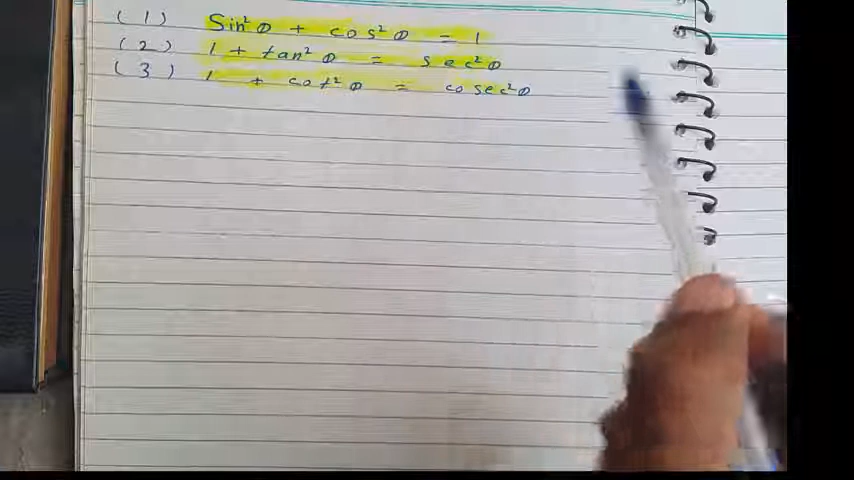 (1) Sin²θ + cos²θ = 1
(2) 1 + tan²θ = sec²θ
(3) 1 + cot²θ = cosec²θ